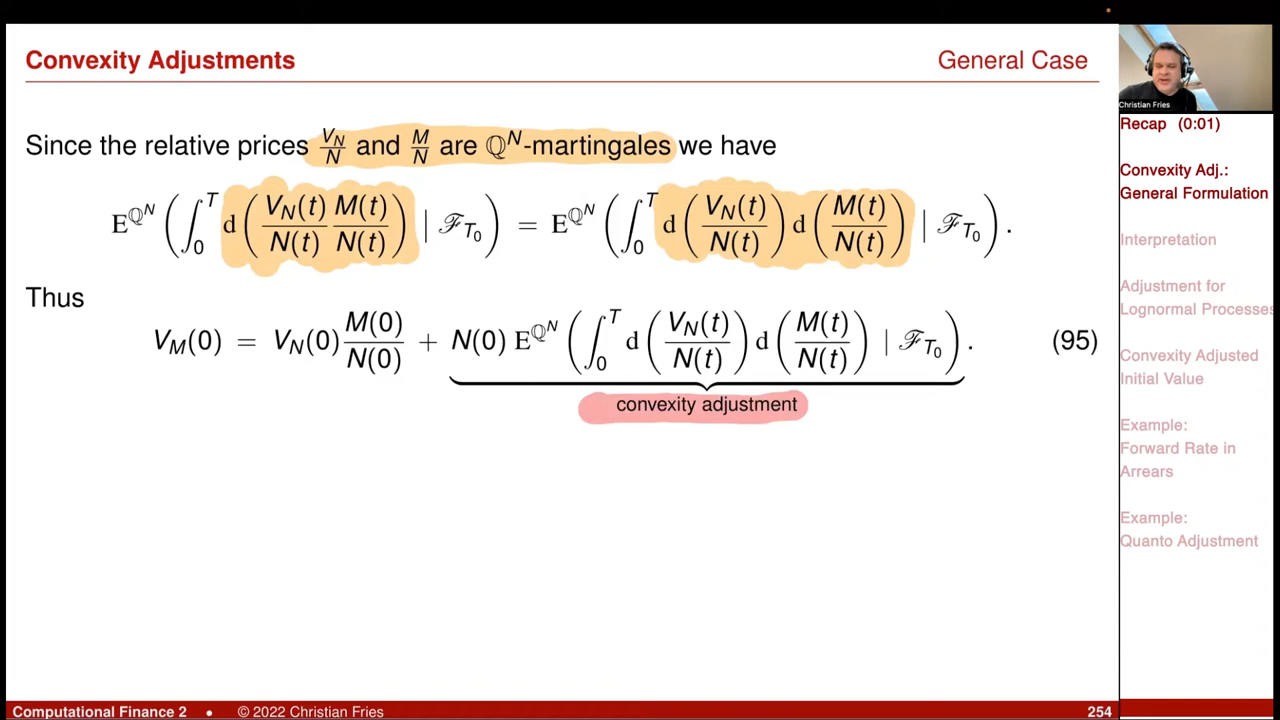 Convexity Adjustments
General Case
Since the relative prices V_N/N and M/N are ℚ^N-martingales we have
E^{ℚ^N} ( ∫_0^T d( V_N(t)/N(t) M(t)/N(t) ) | ℱ_{T_0} ) = E^{ℚ^N} ( ∫_0^T d( V_N(t)/N(t) ) d( M(t)/N(t) ) | ℱ_{T_0} ) .
Thus
V_M(0) = V_N(0) M(0)/N(0) + N(0) E^{ℚ^N} ( ∫_0^T d( V_N(t)/N(t) ) d( M(t)/N(t) ) | ℱ_{T_0} ) . (95)
convexity adjustment
Christian Fries
Recap (0:01)
Convexity Adj.:
General Formulation
Interpretation
Adjustment for
Lognormal Processes
Convexity Adjusted
Initial Value
Example:
Forward Rate in
Arrears
Example:
Quanto Adjustment
Computational Finance 2 • © 2022 Christian Fries 254